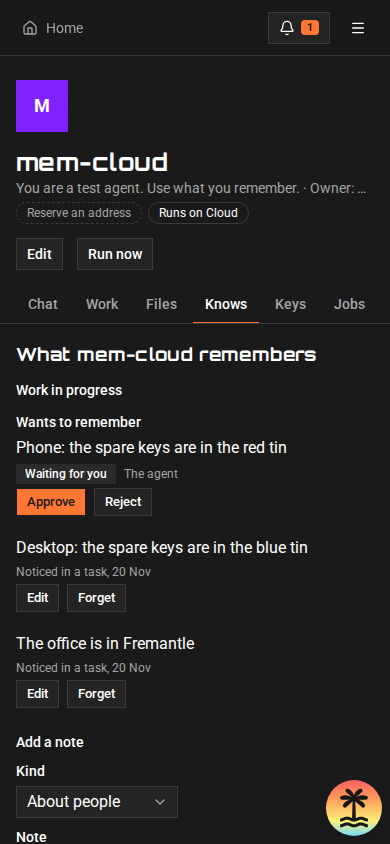 Home
1
M
mem-cloud
You are a test agent. Use what you remember. · Owner: …
Reserve an address
Runs on Cloud
Edit
Run now
Chat
Work
Files
Knows
Keys
Jobs
What mem-cloud remembers
Work in progress
Wants to remember
Phone: the spare keys are in the red tin
Waiting for you
The agent
Approve
Reject
Desktop: the spare keys are in the blue tin
Noticed in a task, 20 Nov
Edit
Forget
The office is in Fremantle
Noticed in a task, 20 Nov
Edit
Forget
Add a note
Kind
About people
Note